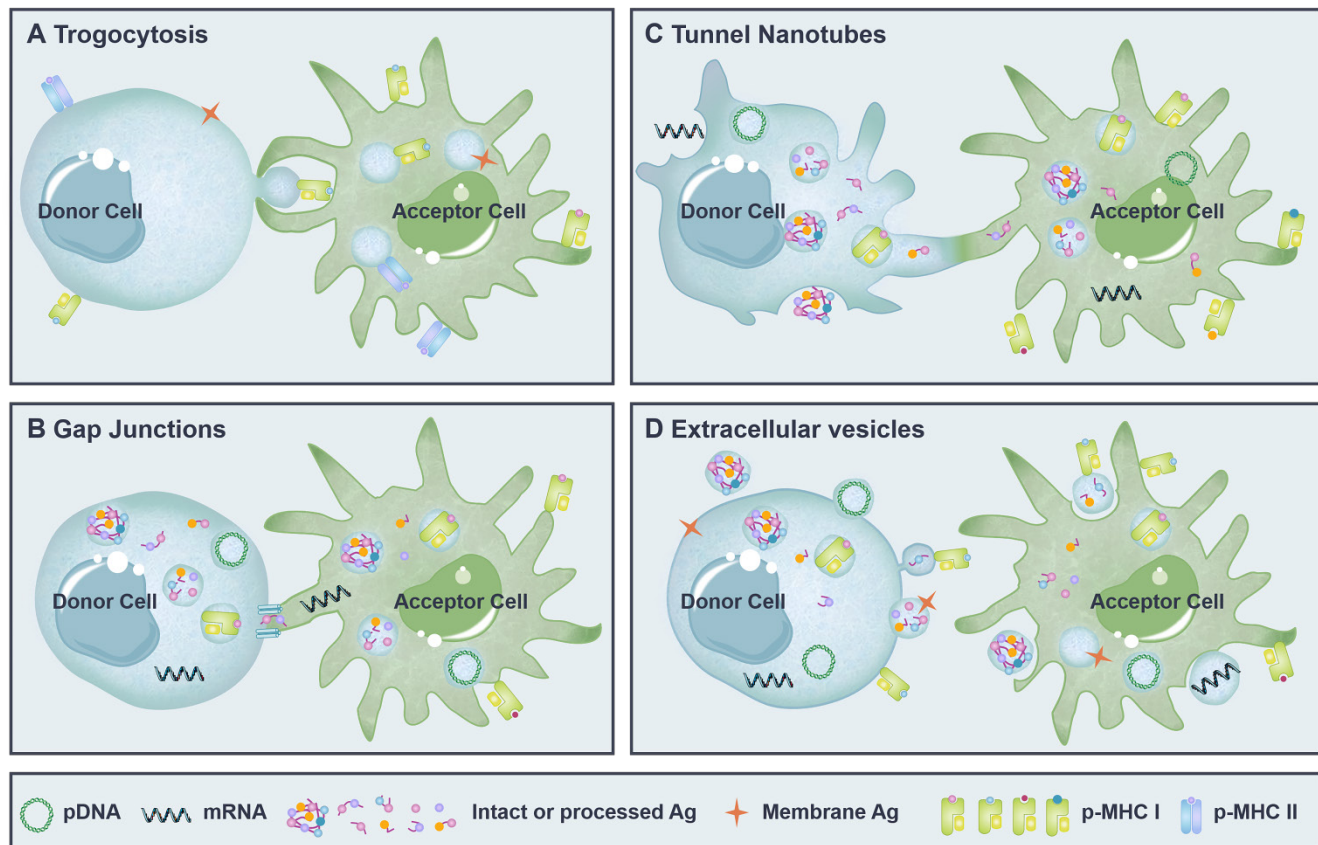 A Trogocytosis
Donor Cell
Acceptor Cell
C Tunnel Nanotubes
Donor Cell
Acceptor Cell
B Gap Junctions
Donor Cell
Acceptor Cell
D Extracellular vesicles
Donor Cell
Acceptor Cell
pDNA mRNA Intact or processed Ag Membrane Ag p-MHC I p-MHC II